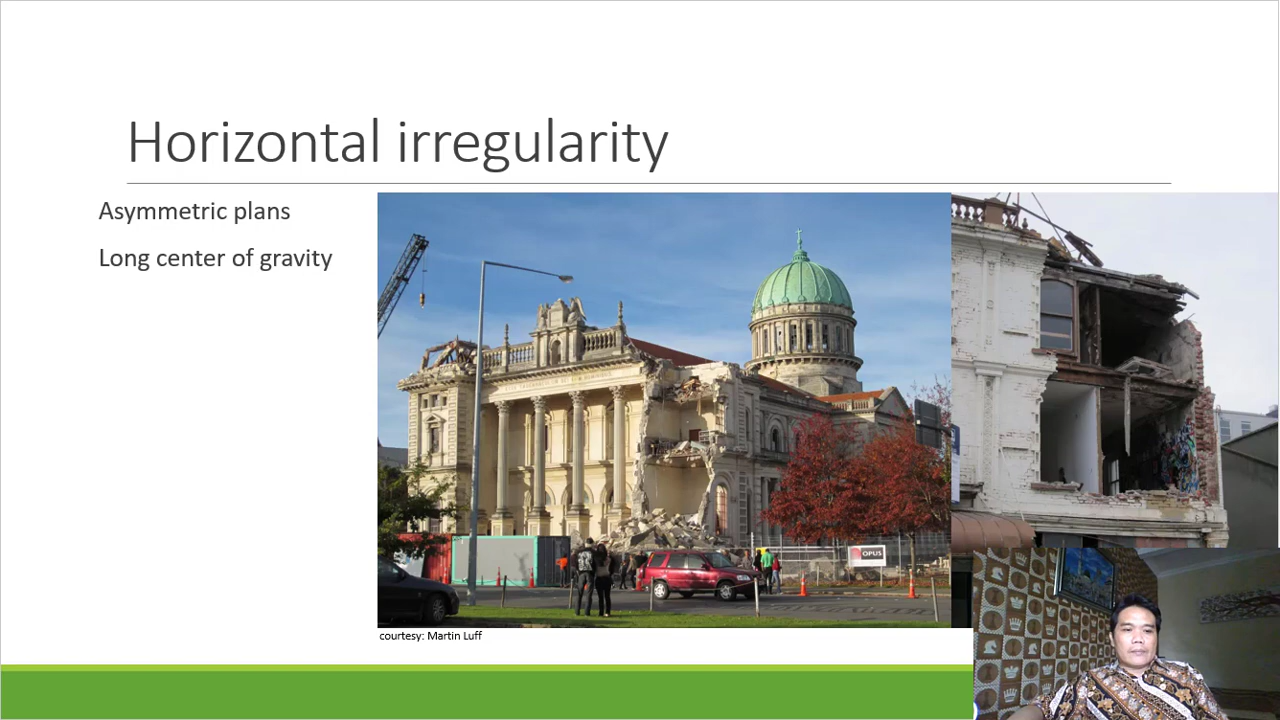 Horizontal irregularity
Asymmetric plans
Long center of gravity
OPUS
courtesy: Martin Luff